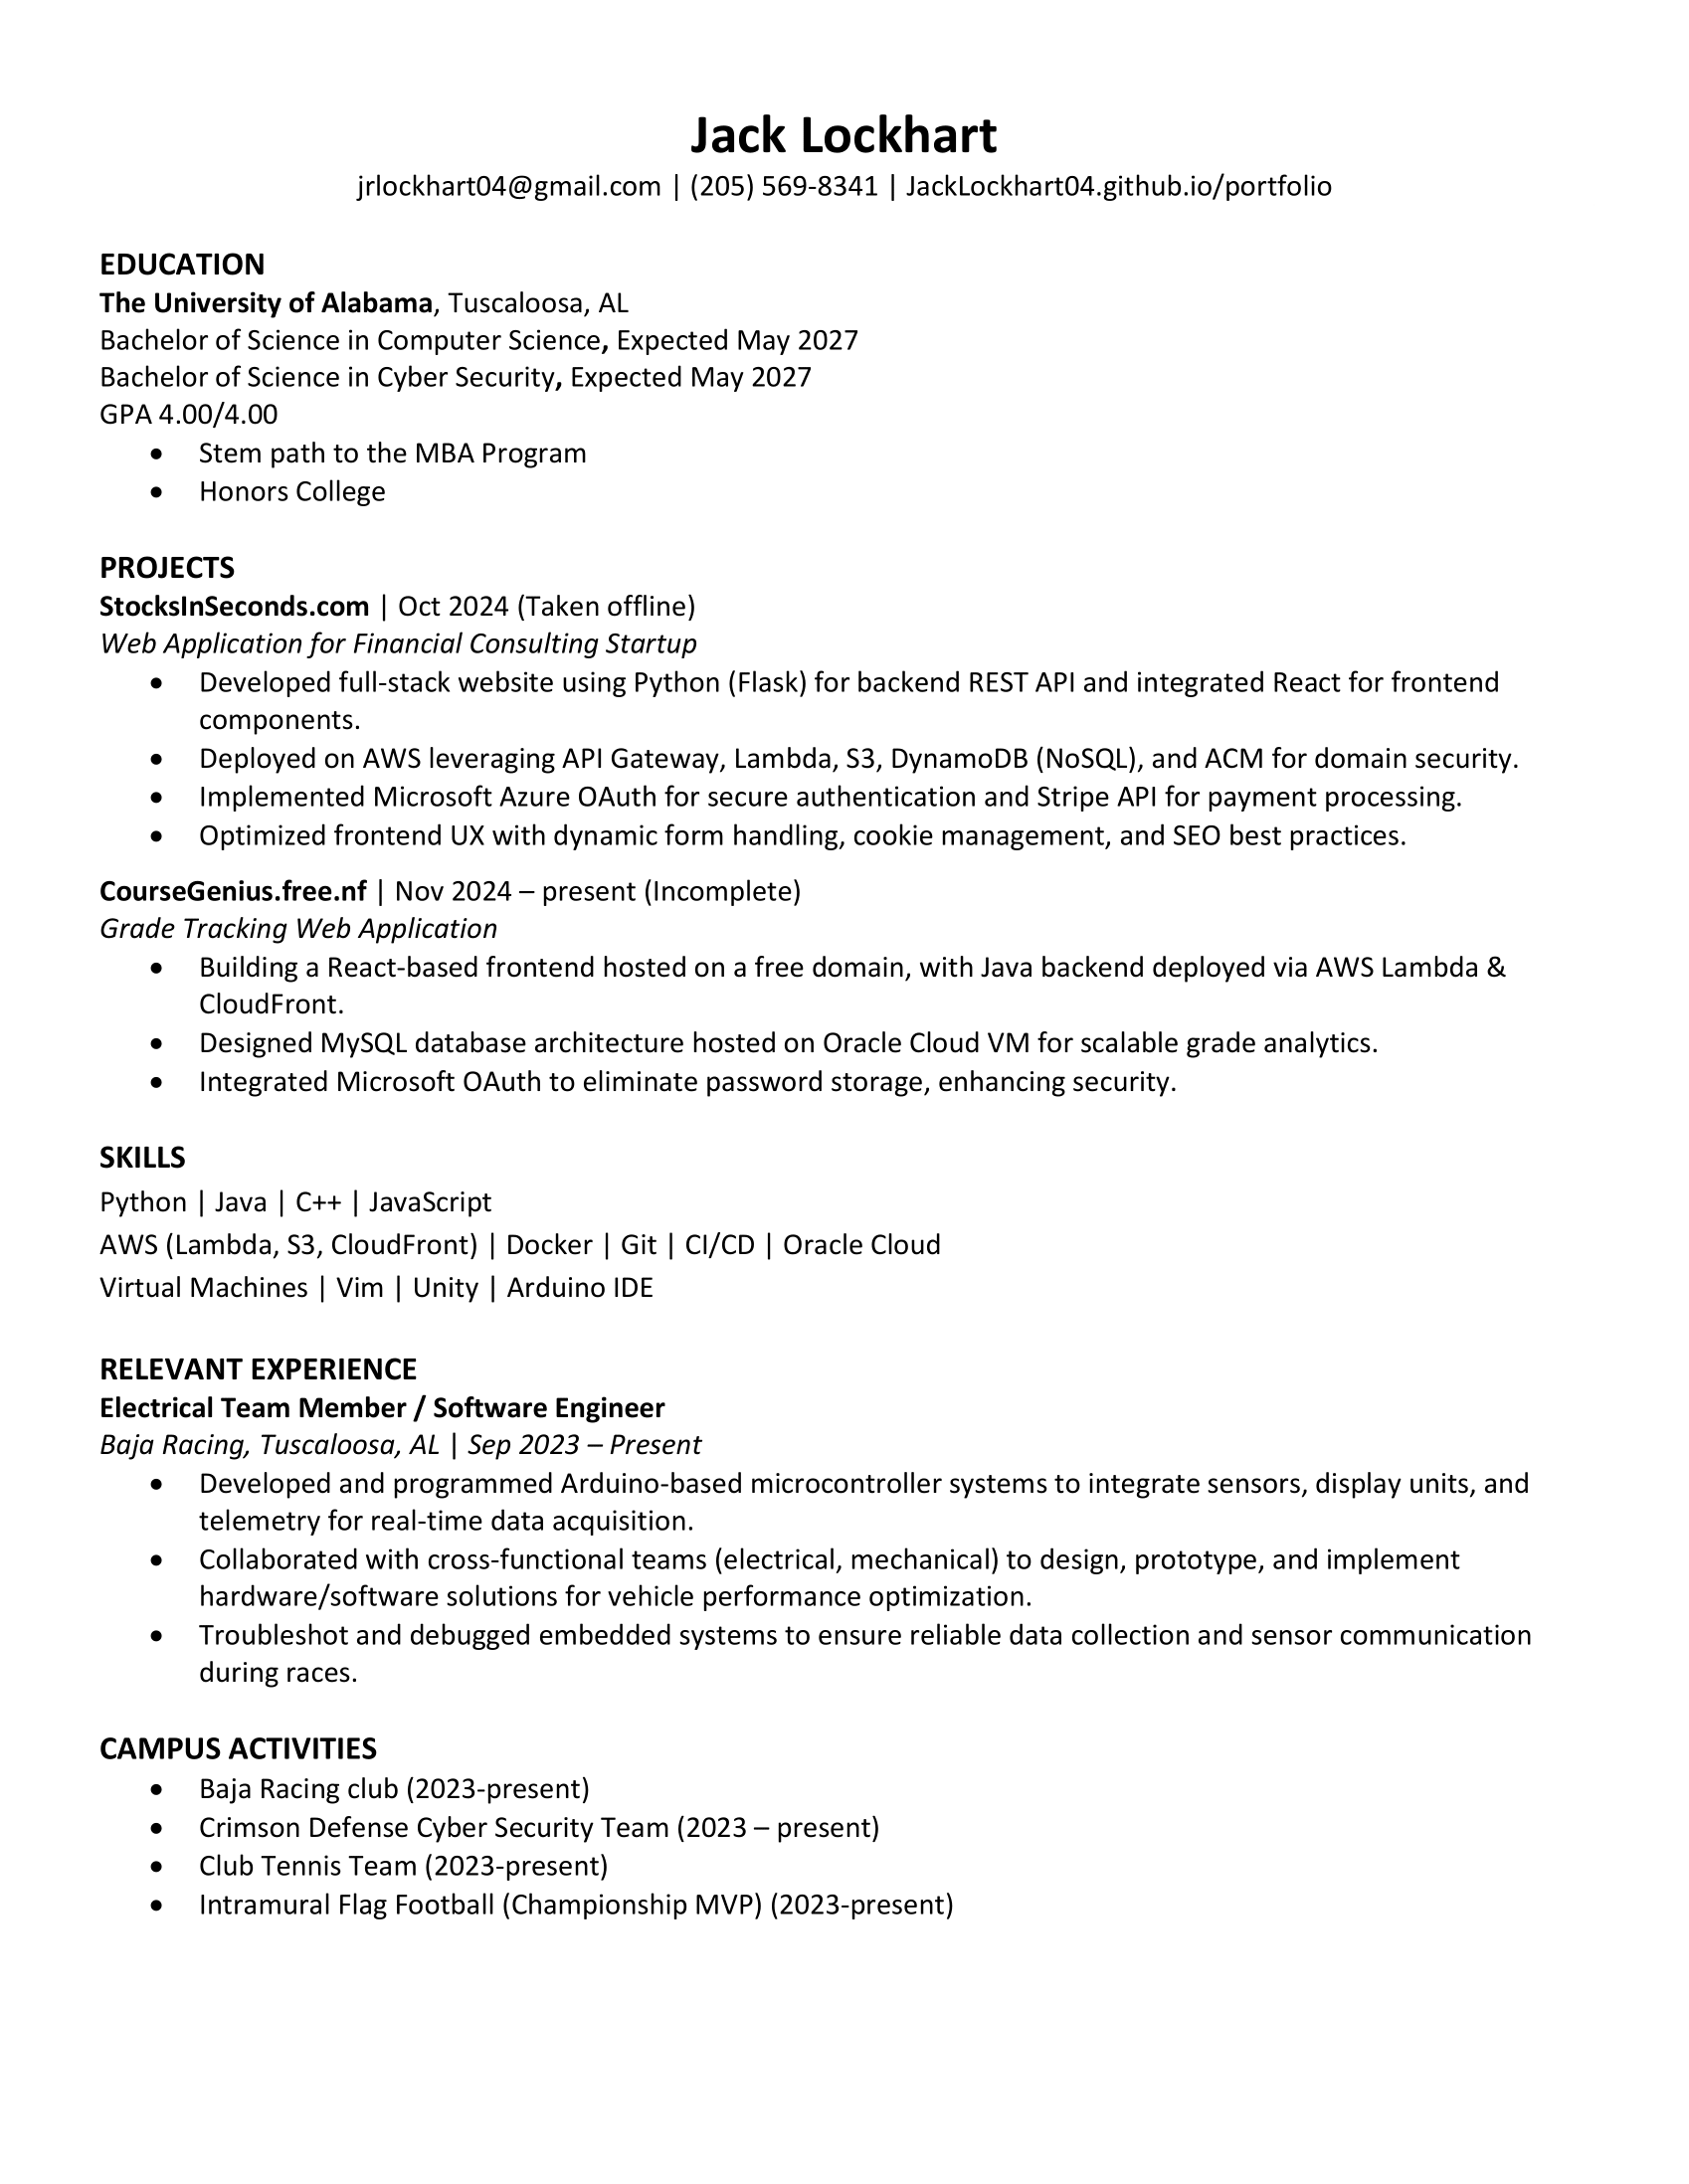 Jack Lockhart
jrlockhart04@gmail.com | (205) 569-8341 | JackLockhart04.github.io/portfolio
EDUCATION
The University of Alabama, Tuscaloosa, AL
Bachelor of Science in Computer Science, Expected May 2027
Bachelor of Science in Cyber Security, Expected May 2027
GPA 4.00/4.00
• Stem path to the MBA Program
• Honors College
PROJECTS
StocksInSeconds.com | Oct 2024 (Taken offline)
Web Application for Financial Consulting Startup
• Developed full-stack website using Python (Flask) for backend REST API and integrated React for frontend
components.
• Deployed on AWS leveraging API Gateway, Lambda, S3, DynamoDB (NoSQL), and ACM for domain security.
• Implemented Microsoft Azure OAuth for secure authentication and Stripe API for payment processing.
• Optimized frontend UX with dynamic form handling, cookie management, and SEO best practices.
CourseGenius.free.nf | Nov 2024 – present (Incomplete)
Grade Tracking Web Application
• Building a React-based frontend hosted on a free domain, with Java backend deployed via AWS Lambda &
CloudFront.
• Designed MySQL database architecture hosted on Oracle Cloud VM for scalable grade analytics.
• Integrated Microsoft OAuth to eliminate password storage, enhancing security.
SKILLS
Python | Java | C++ | JavaScript
AWS (Lambda, S3, CloudFront) | Docker | Git | CI/CD | Oracle Cloud
Virtual Machines | Vim | Unity | Arduino IDE
RELEVANT EXPERIENCE
Electrical Team Member / Software Engineer
Baja Racing, Tuscaloosa, AL | Sep 2023 – Present
• Developed and programmed Arduino-based microcontroller systems to integrate sensors, display units, and
telemetry for real-time data acquisition.
• Collaborated with cross-functional teams (electrical, mechanical) to design, prototype, and implement
hardware/software solutions for vehicle performance optimization.
• Troubleshot and debugged embedded systems to ensure reliable data collection and sensor communication
during races.
CAMPUS ACTIVITIES
• Baja Racing club (2023-present)
• Crimson Defense Cyber Security Team (2023 – present)
• Club Tennis Team (2023-present)
• Intramural Flag Football (Championship MVP) (2023-present)